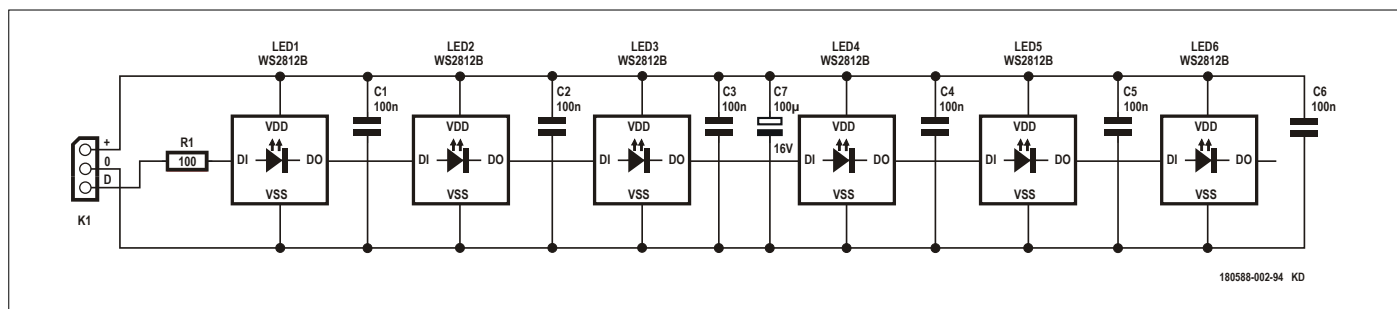 LED1
WS2812B
LED2
WS2812B
LED3
WS2812B
LED4
WS2812B
LED5
WS2812B
LED6
WS2812B
C1
100n
C2
100n
C3
100n
C7
100µ
16V
C4
100n
C5
100n
C6
100n
+
0
D
K1
R1
100
VDD
DI
DO
VSS
VDD
DI
DO
VSS
VDD
DI
DO
VSS
VDD
DI
DO
VSS
VDD
DI
DO
VSS
VDD
DI
DO
VSS
180588-002-94 KD